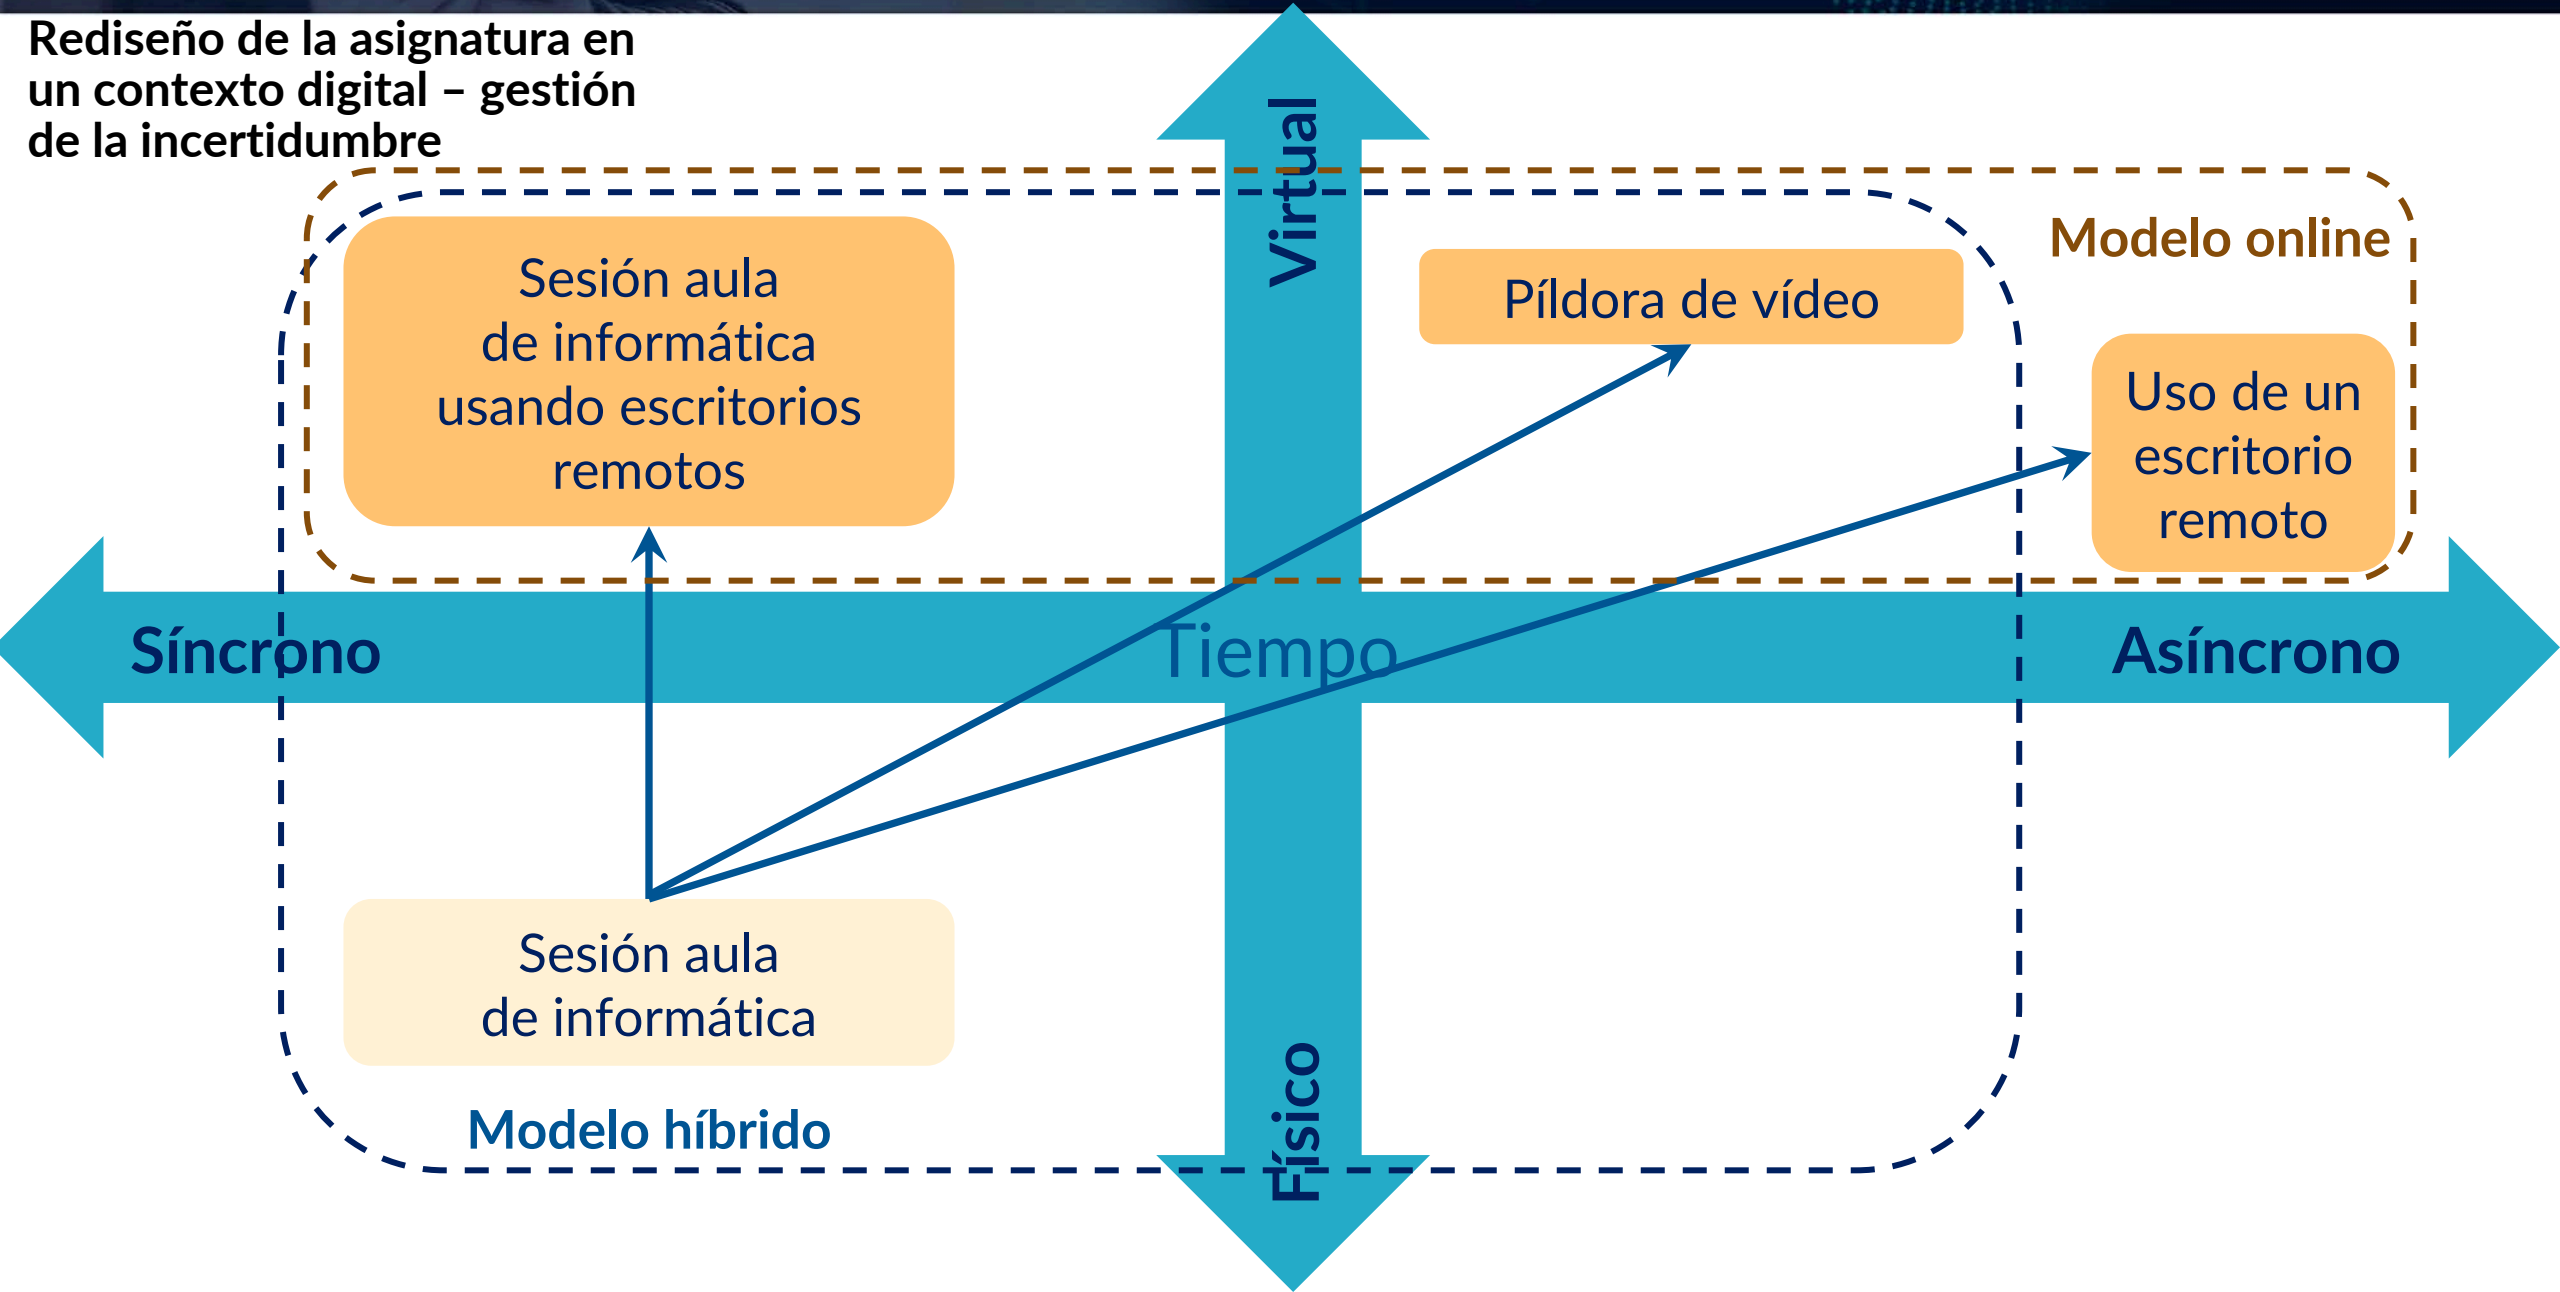 Rediseño de la asignatura en
un contexto digital – gestión
de la incertidumbre
Virtual
Modelo online
Sesión aula
de informática
usando escritorios
remotos
Píldora de vídeo
Uso de un
escritorio
remoto
Síncrono
Tiempo
Asíncrono
Sesión aula
de informática
Modelo híbrido
Físico